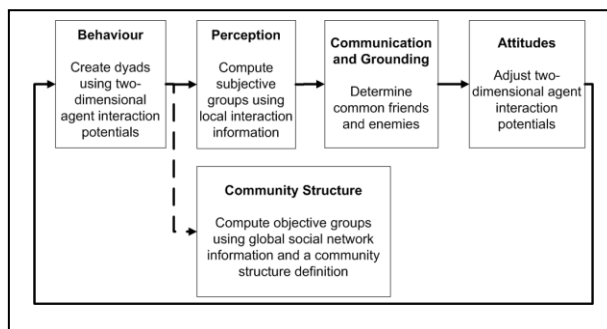 Behaviour
Create dyads
using two-
dimensional
agent interaction
potentials
Perception
Compute
subjective
groups using
local interaction
information
Communication
and Grounding
Determine
common friends
and enemies
Attitudes
Adjust two-
dimensional agent
interaction
potentials
Community Structure
Compute objective groups
using global social network
information and a community
structure definition